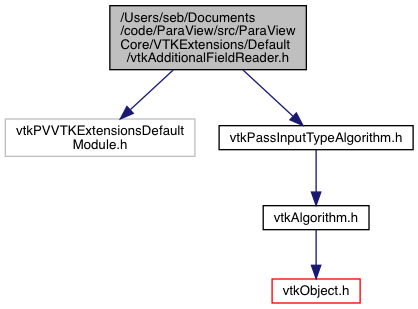 /Users/seb/Documents
/code/ParaView/src/ParaView
Core/VTKExtensions/Default
/vtkAdditionalFieldReader.h
vtkPVVTKExtensionsDefault
Module.h
vtkPassInputTypeAlgorithm.h
vtkAlgorithm.h
vtkObject.h